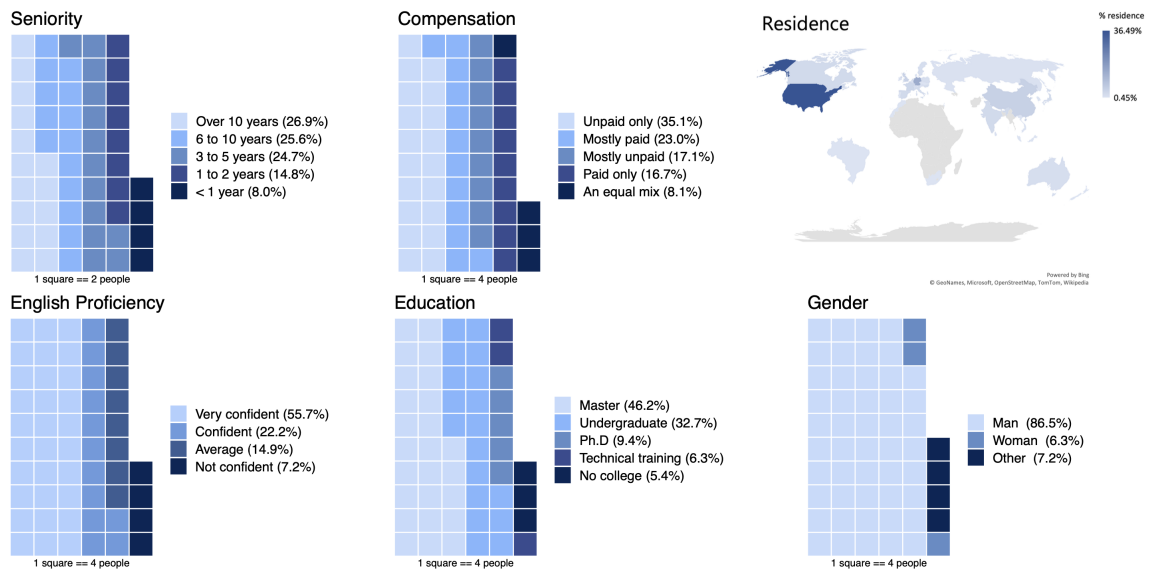 Seniority
Over 10 years (26.9%)
6 to 10 years (25.6%)
3 to 5 years (24.7%)
1 to 2 years (14.8%)
< 1 year (8.0%)
1 square == 2 people
Compensation
Unpaid only (35.1%)
Mostly paid (23.0%)
Mostly unpaid (17.1%)
Paid only (16.7%)
An equal mix (8.1%)
1 square == 4 people
Residence
% residence
36.49%
0.45%
Powered by Bing
© GeoNames, Microsoft, OpenStreetMap, TomTom, Wikipedia
English Proficiency
Very confident (55.7%)
Confident (22.2%)
Average (14.9%)
Not confident (7.2%)
1 square == 4 people
Education
Master (46.2%)
Undergraduate (32.7%)
Ph.D (9.4%)
Technical training (6.3%)
No college (5.4%)
1 square == 4 people
Gender
Man (86.5%)
Woman (6.3%)
Other (7.2%)
1 square == 4 people